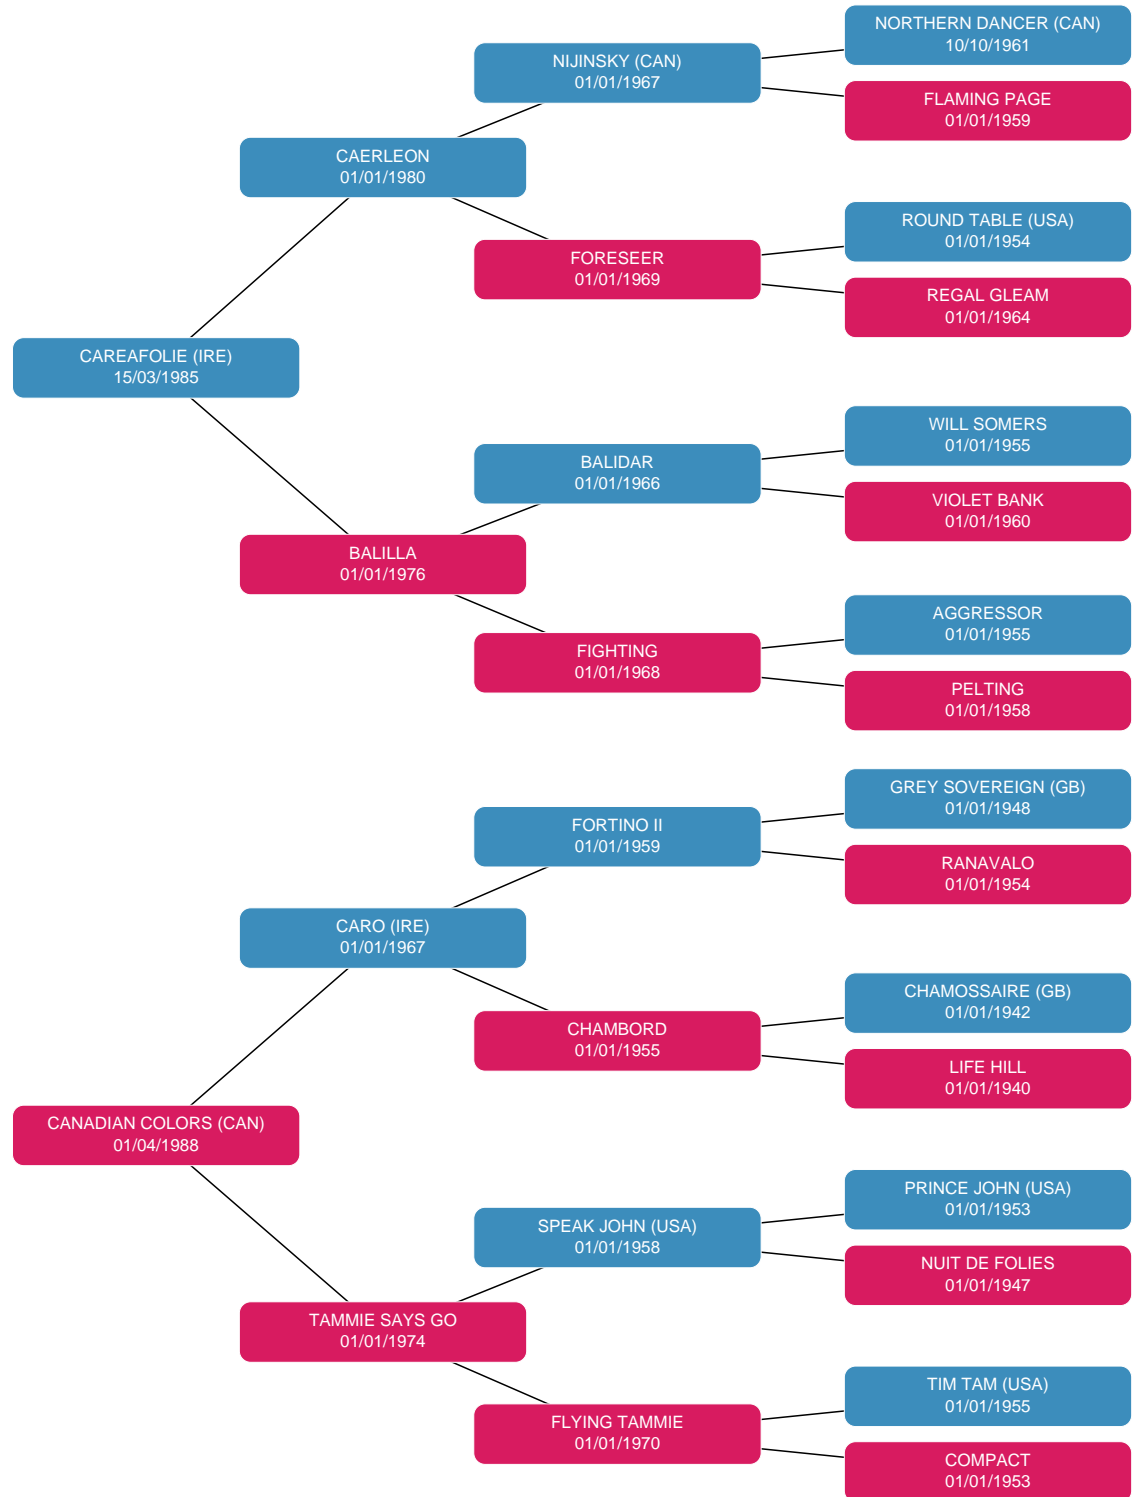 NORTHERN DANCER (CAN)
10/10/1961
NIJINSKY (CAN)
01/01/1967
FLAMING PAGE
01/01/1959
CAERLEON
01/01/1980
ROUND TABLE (USA)
01/01/1954
FORESEER
01/01/1969
REGAL GLEAM
01/01/1964
CAREAFOLIE (IRE)
15/03/1985
WILL SOMERS
01/01/1955
BALIDAR
01/01/1966
VIOLET BANK
01/01/1960
BALILLA
01/01/1976
AGGRESSOR
01/01/1955
FIGHTING
01/01/1968
PELTING
01/01/1958
GREY SOVEREIGN (GB)
01/01/1948
FORTINO II
01/01/1959
RANAVALO
01/01/1954
CARO (IRE)
01/01/1967
CHAMOSSAIRE (GB)
01/01/1942
CHAMBORD
01/01/1955
LIFE HILL
01/01/1940
CANADIAN COLORS (CAN)
01/04/1988
PRINCE JOHN (USA)
01/01/1953
SPEAK JOHN (USA)
01/01/1958
NUIT DE FOLIES
01/01/1947
TAMMIE SAYS GO
01/01/1974
TIM TAM (USA)
01/01/1955
FLYING TAMMIE
01/01/1970
COMPACT
01/01/1953